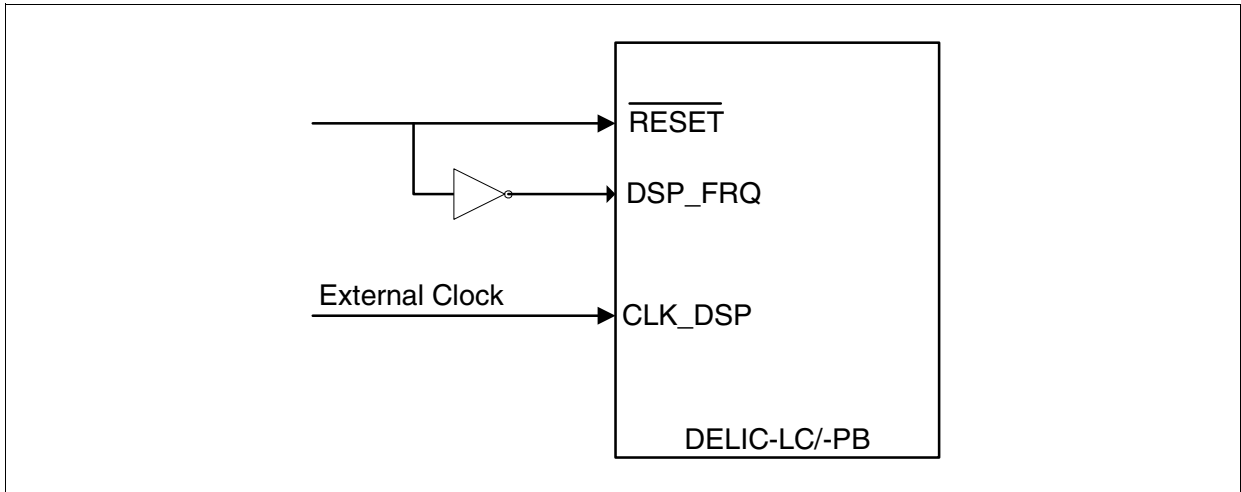 RESET
DSP_FRQ
External Clock
CLK_DSP
DELIC-LC/-PB